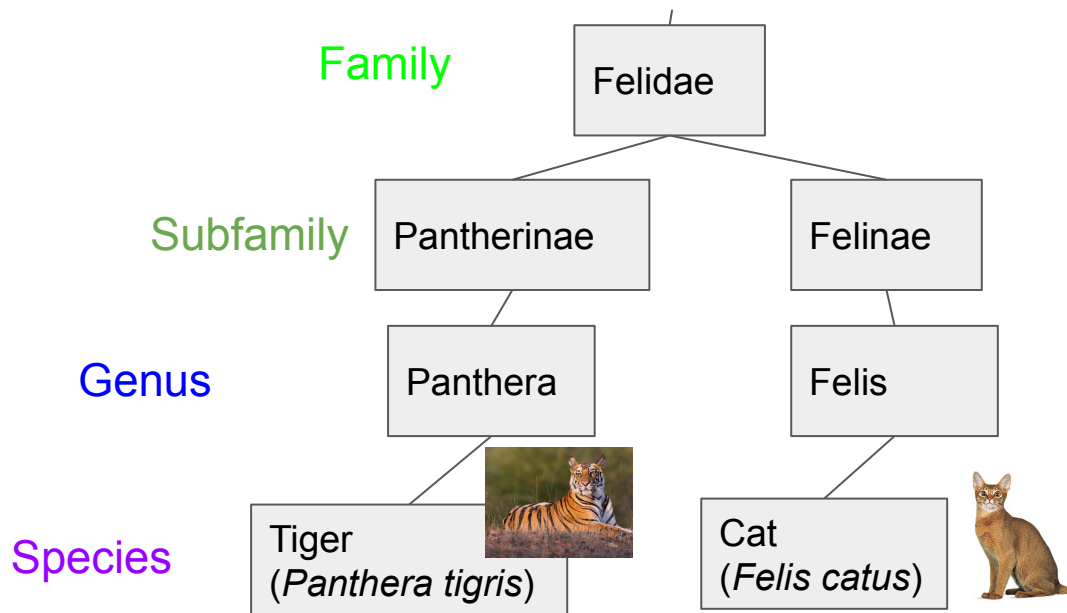 Family
Felidae
Subfamily
Pantherinae
Felinae
Genus
Panthera
Felis
Species
Tiger
(Panthera tigris)
Cat
(Felis catus)